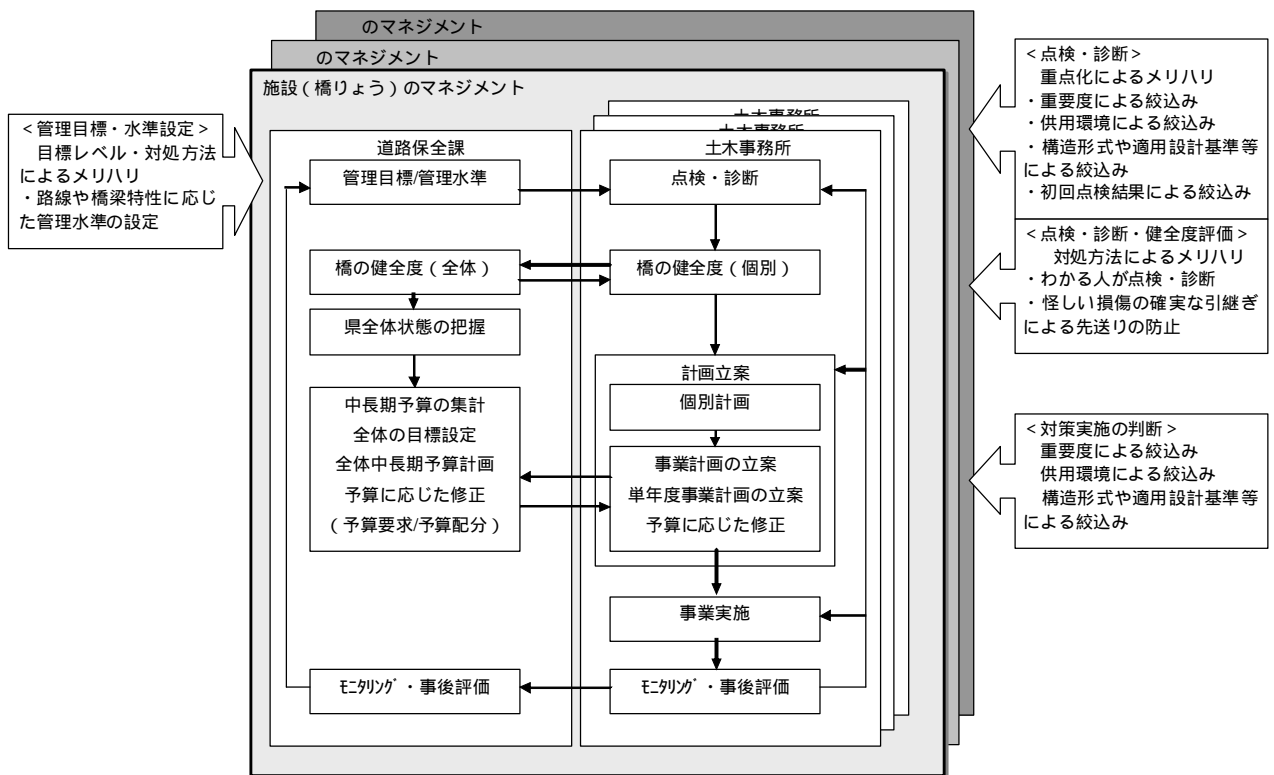 のマネジメント
のマネジメント
施設(橋りょう)のマネジメント
<管理目標・水準設定>
目標レベル・対処方法
によるメリハリ
・路線や橋梁特性に応じ
た管理水準の設定
道路保全課
管理目標/管理水準
橋の健全度(全体)
県全体状態の把握
中長期予算の集計
全体の目標設定
全体中長期予算計画
予算に応じた修正
(予算要求/予算配分)
モニタリング・事後評価
土木事務所
土木事務所
土木事務所
点検・診断
橋の健全度(個別)
計画立案
個別計画
事業計画の立案
単年度事業計画の立案
予算に応じた修正
事業実施
モニタリング・事後評価
<点検・診断>
重点化によるメリハリ
・重要度による絞込み
・供用環境による絞込み
・構造形式や適用設計基準等
による絞込み
・初回点検結果による絞込み
<点検・診断・健全度評価>
対処方法によるメリハリ
・わかる人が点検・診断
・怪しい損傷の確実な引継ぎ
による先送りの防止
<対策実施の判断>
重要度による絞込み
供用環境による絞込み
構造形式や適用設計基準等
による絞込み